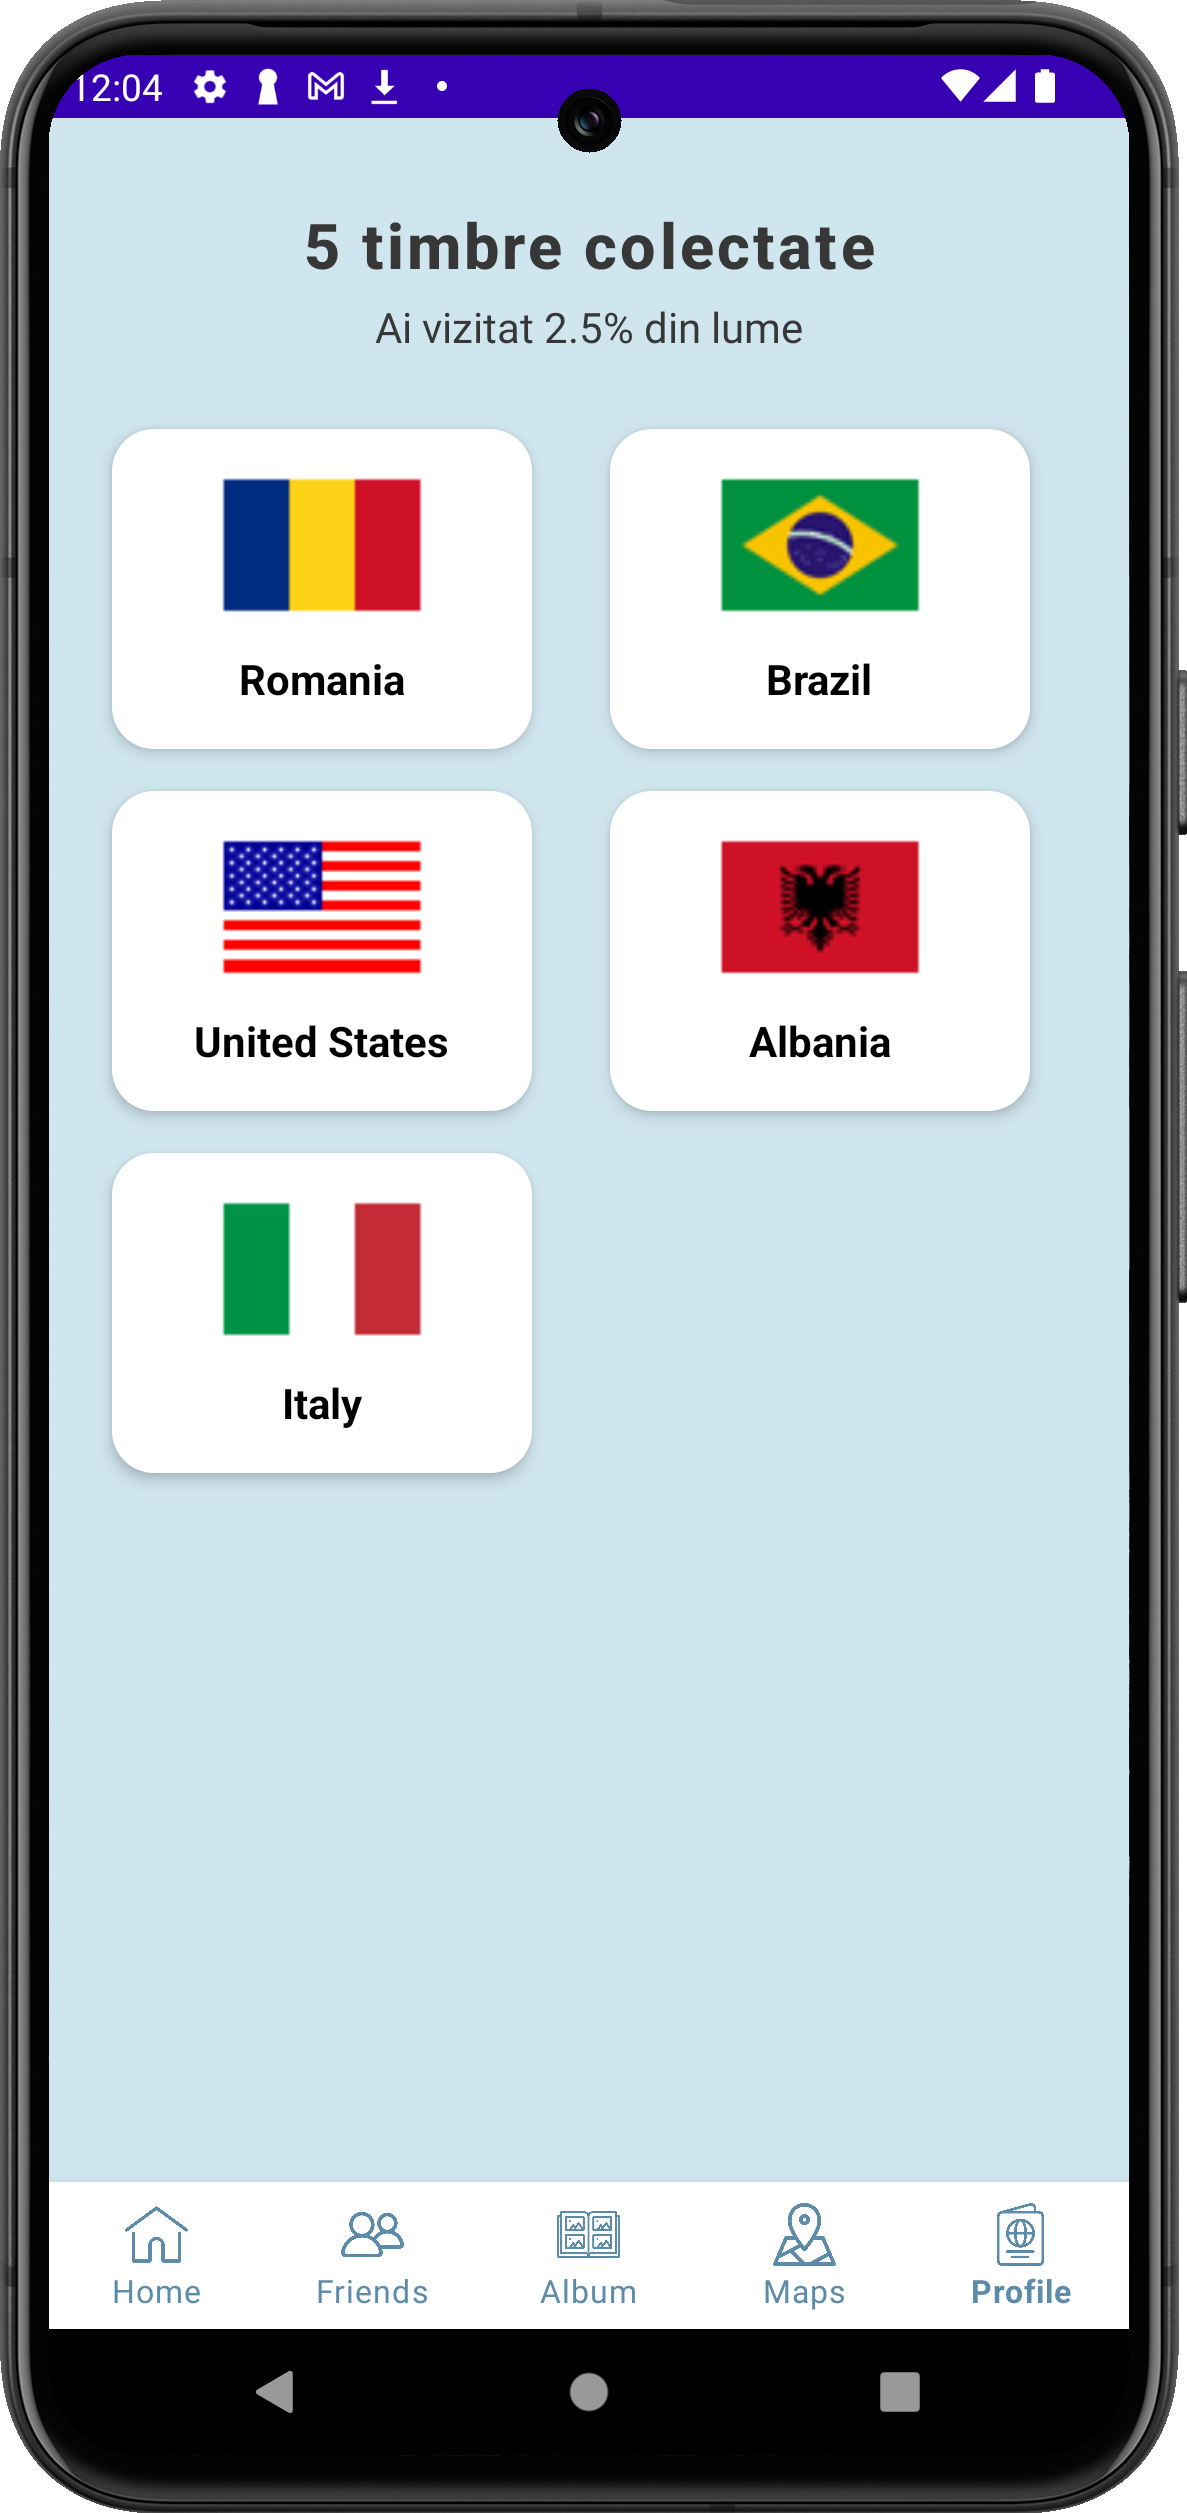 12:04
5 timbre colectate
Ai vizitat 2.5% din lume
Romania
Brazil
United States
Albania
Italy
Home
Friends
Album
Maps
Profile